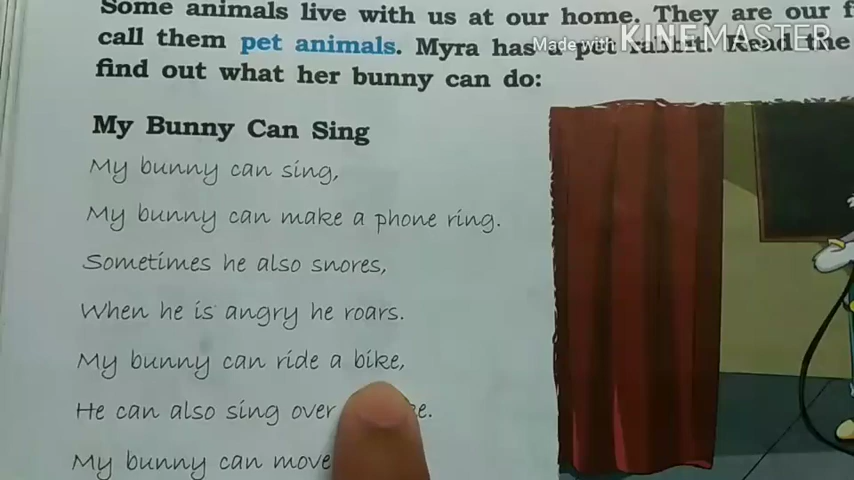 Some animals live with us at our home. They are our f
call them pet animals. Myra has a pet rabbit. Read the
find out what her bunny can do:
Made with KINEMASTER
My Bunny Can Sing
My bunny can sing,
My bunny can make a phone ring.
Sometimes he also snores,
When he is angry he roars.
My bunny can ride a bike,
He can also sing over
My bunny can move